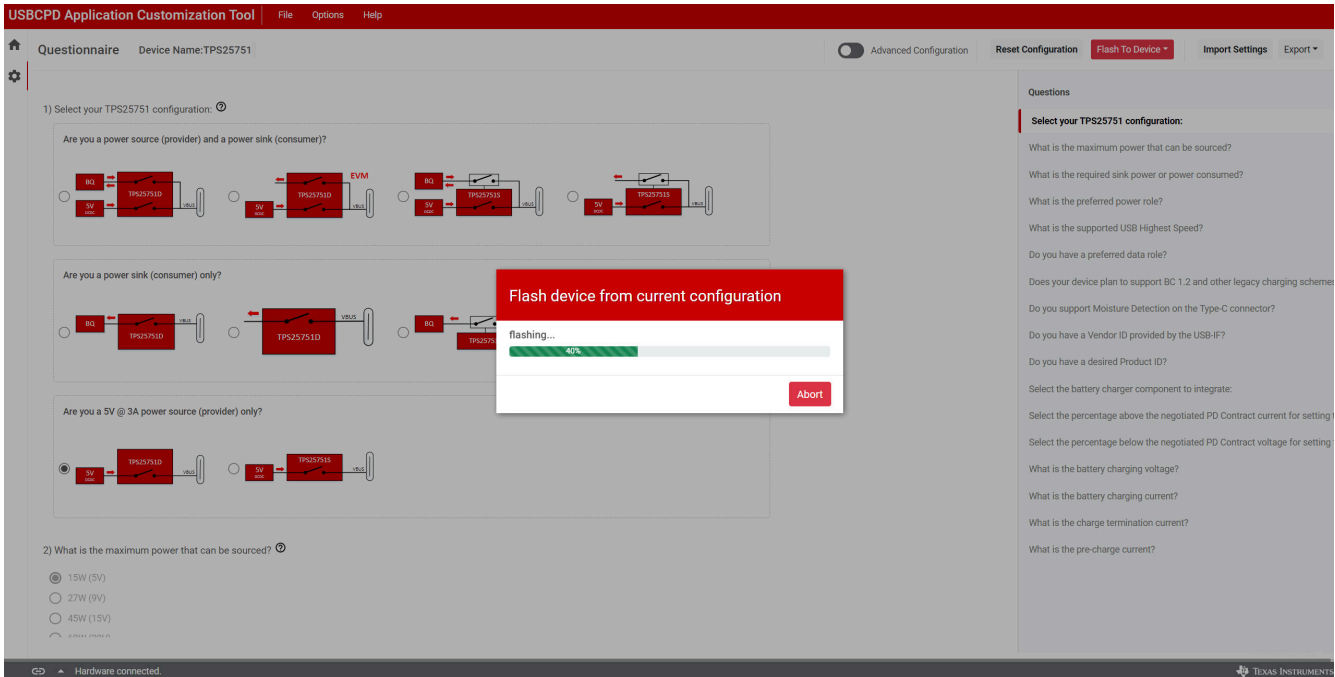 USBCPD Application Customization Tool File Options Help
Questionnaire Device Name:TPS25751 Advanced Configuration Reset Configuration Flash To Device Import Settings Export
1) Select your TPS25751 configuration:
Are you a power source (provider) and a power sink (consumer)?
BQ TPS25751D 5V DCDC VBUS
EVM TPS25751D 5V DCDC VBUS
BQ TPS25751S 5V DCDC VBUS
TPS25751S 5V DCDC VBUS
Are you a power sink (consumer) only?
BQ TPS25751D VBUS
TPS25751D VBUS
BQ TPS2575
Are you a 5V @ 3A power source (provider) only?
5V DCDC TPS25751D VBUS
5V DCDC TPS25751S VBUS
2) What is the maximum power that can be sourced?
15W (5V)
27W (9V)
45W (15V)
Flash device from current configuration
flashing...
40%
Abort
Questions
Select your TPS25751 configuration:
What is the maximum power that can be sourced?
What is the required sink power or power consumed?
What is the preferred power role?
What is the supported USB Highest Speed?
Do you have a preferred data role?
Does your device plan to support BC 1.2 and other legacy charging schemes
Do you support Moisture Detection on the Type-C connector?
Do you have a Vendor ID provided by the USB-IF?
Do you have a desired Product ID?
Select the battery charger component to integrate:
Select the percentage above the negotiated PD Contract current for setting
Select the percentage below the negotiated PD Contract voltage for setting
What is the battery charging voltage?
What is the battery charging current?
What is the charge termination current?
What is the pre-charge current?
Hardware connected.
TEXAS INSTRUMENTS